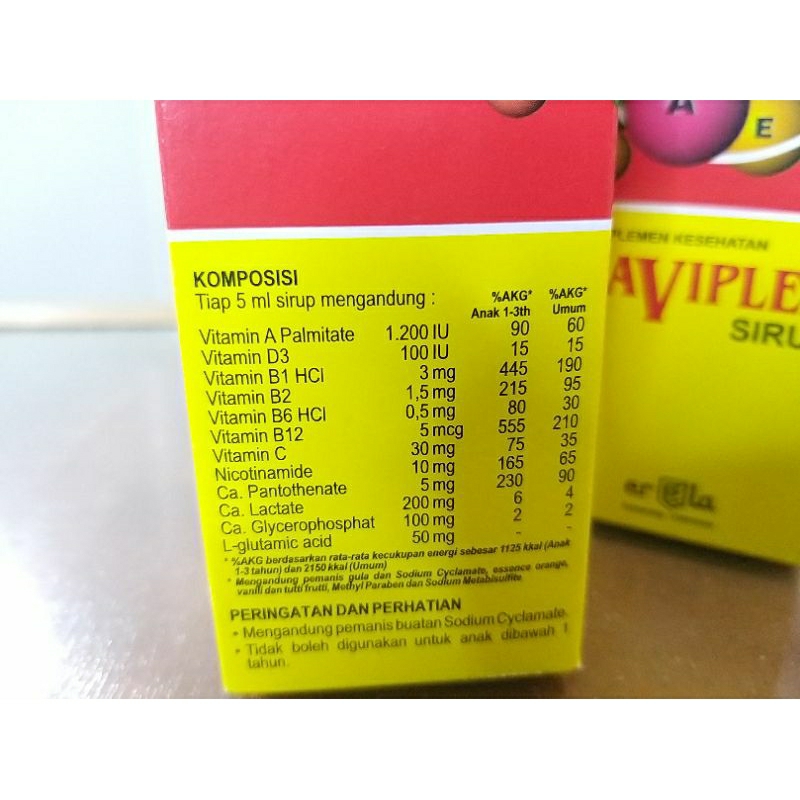 KOMPOSISI
Tiap 5 ml sirup mengandung : %AKG* Anak 1-3th %AKG* Umum
Vitamin A Palmitate 1.200 IU 90 60
Vitamin D3 100 IU 15 15
Vitamin B1 HCl 3 mg 445 190
Vitamin B2 1,5 mg 215 95
Vitamin B6 HCl 0,5 mg 80 30
Vitamin B12 5 mcg 555 210
Vitamin C 30 mg 75 35
Nicotinamide 10 mg 165 65
Ca. Pantothenate 5 mg 230 90
Ca. Lactate 200 mg 6 4
Ca. Glycerophosphat 100 mg 2 2
L-glutamic acid 50 mg - -
* %AKG berdasarkan rata-rata kecukupan energi sebesar 1125 kkal (Anak
1-3 tahun) dan 2150 kkal (Umum)
* Mengandung pemanis gula dan Sodium Cyclamate, essence orange,
vanili dan tutti frutti, Methyl Paraben dan Sodium Metabisulfite
PERINGATAN DAN PERHATIAN
• Mengandung pemanis buatan Sodium Cyclamate.
• Tidak boleh digunakan untuk anak dibawah 1
tahun.
A
E
PLEMEN KESEHATAN
AVIPLE
SIRU
er la